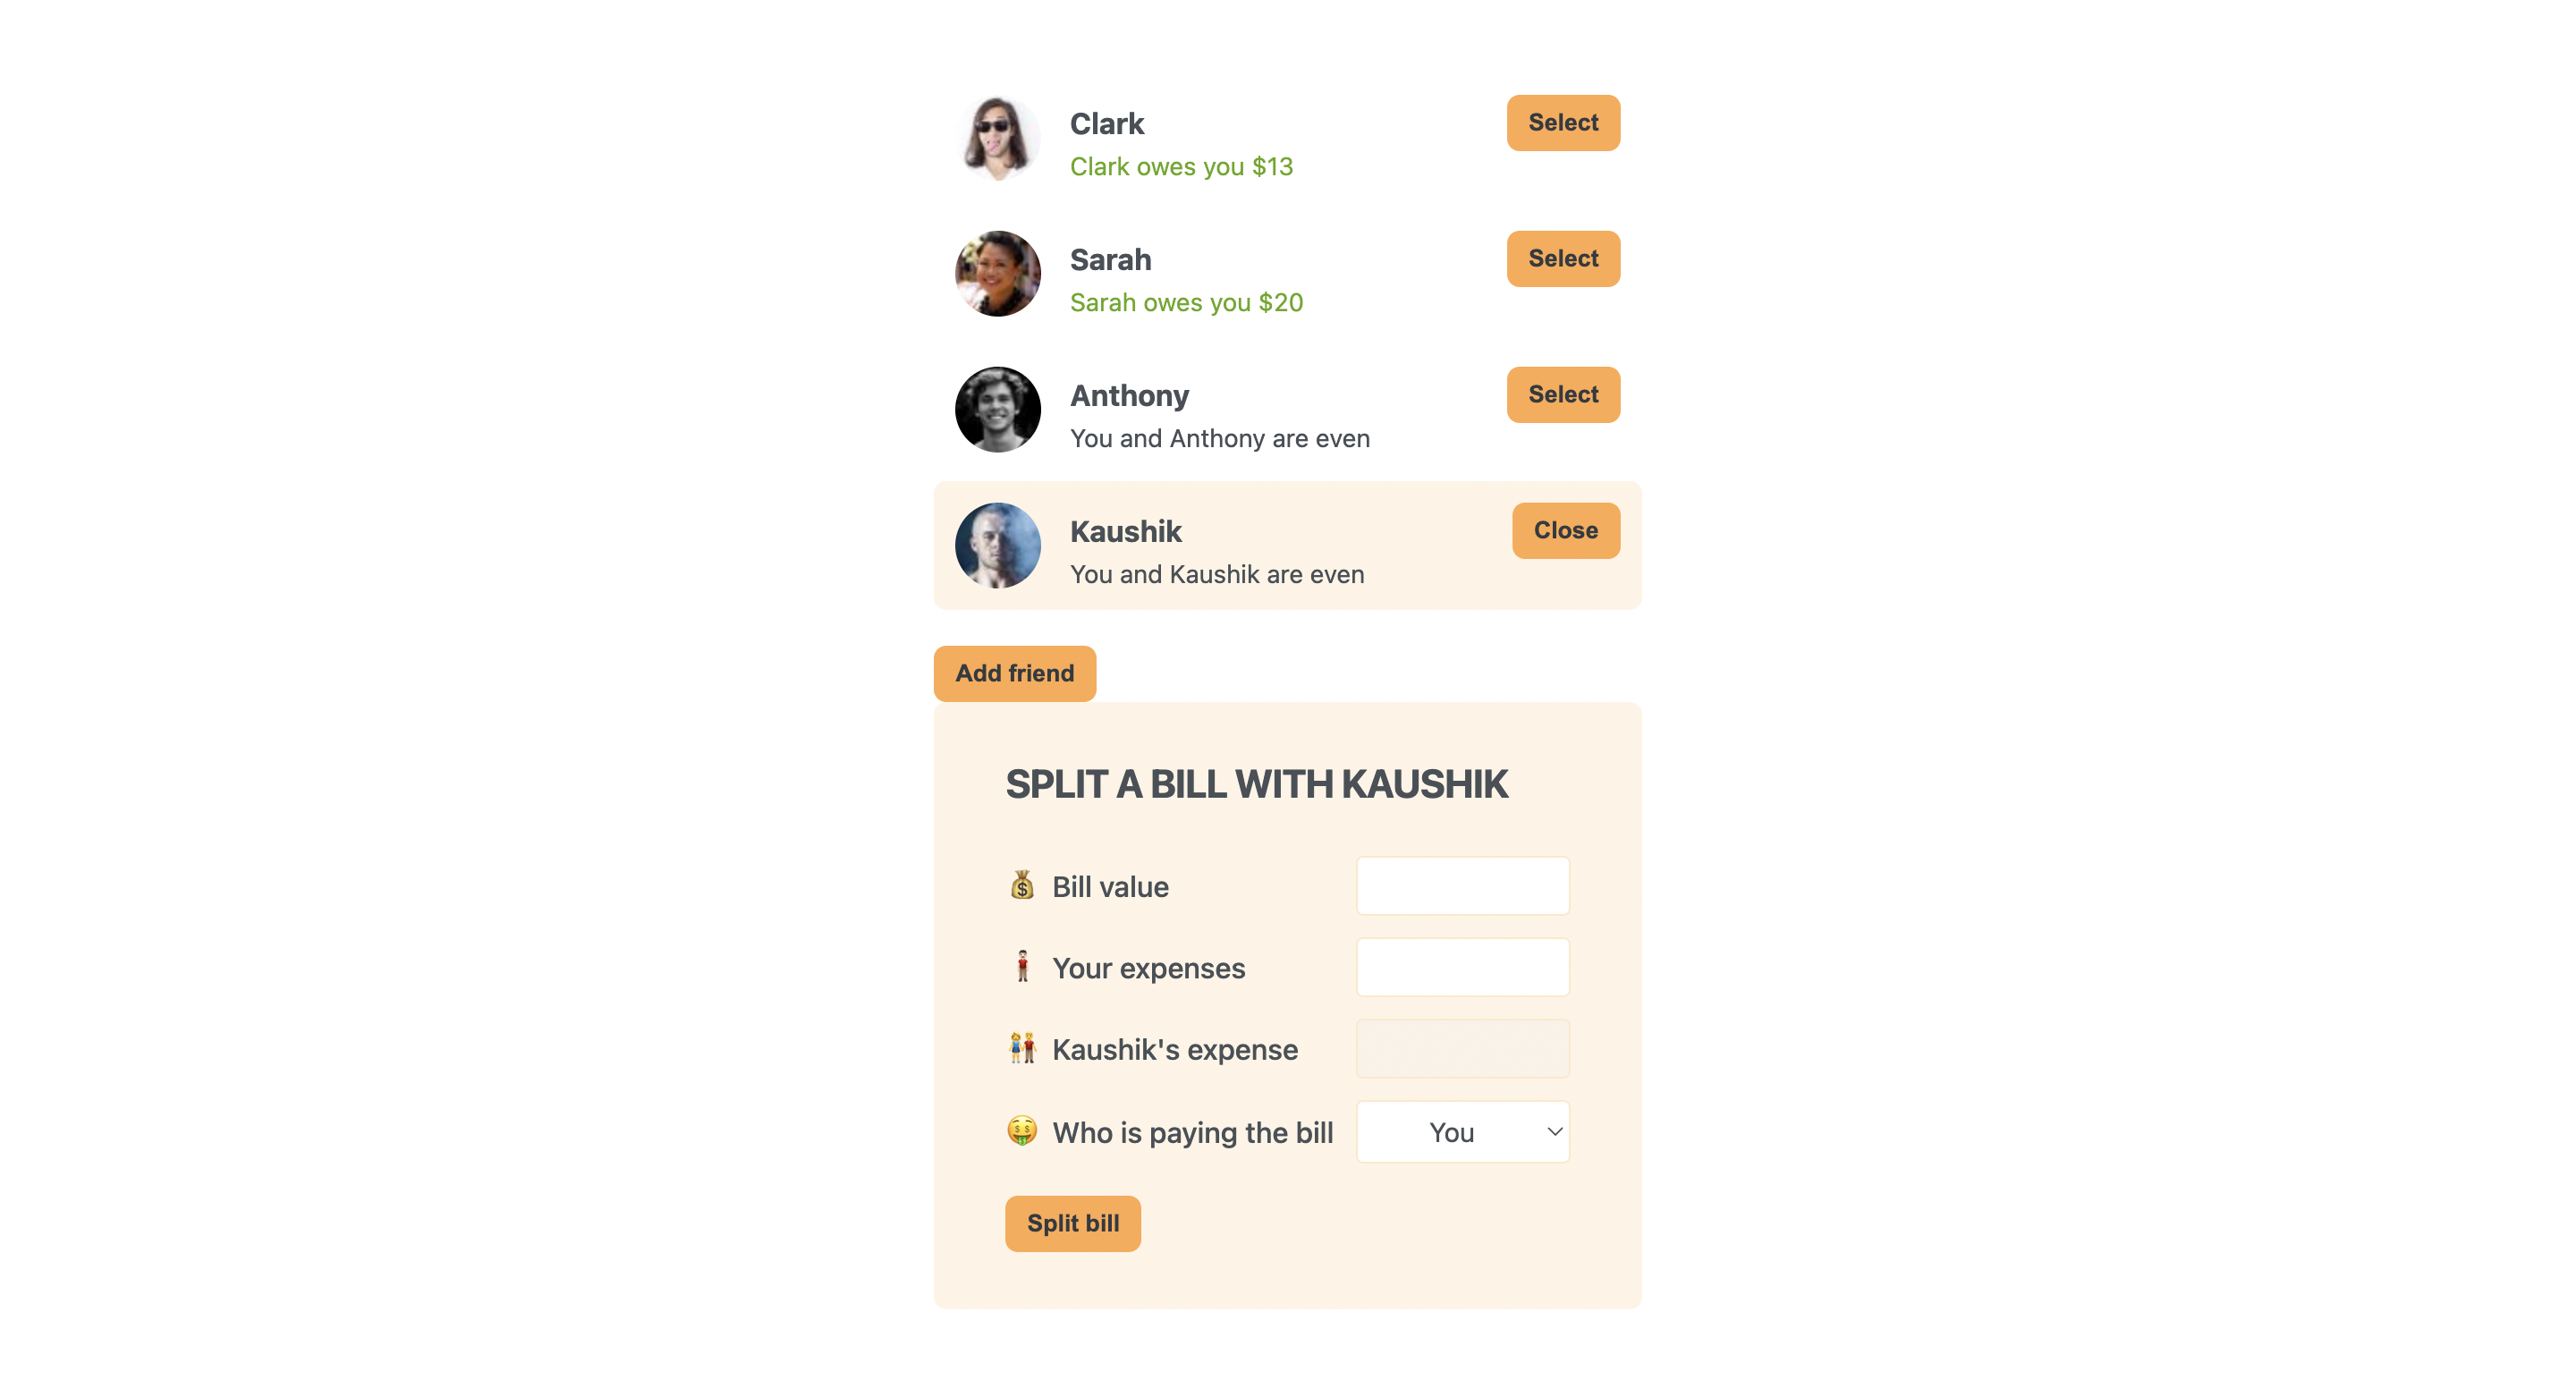 Clark
Select
Clark owes you $13
Sarah
Select
Sarah owes you $20
Anthony
Select
You and Anthony are even
Kaushik
Close
You and Kaushik are even
Add friend
SPLIT A BILL WITH KAUSHIK
💰 Bill value
🧍🏻‍♂️ Your expenses
👫 Kaushik's expense
🤑 Who is paying the bill
You
Split bill